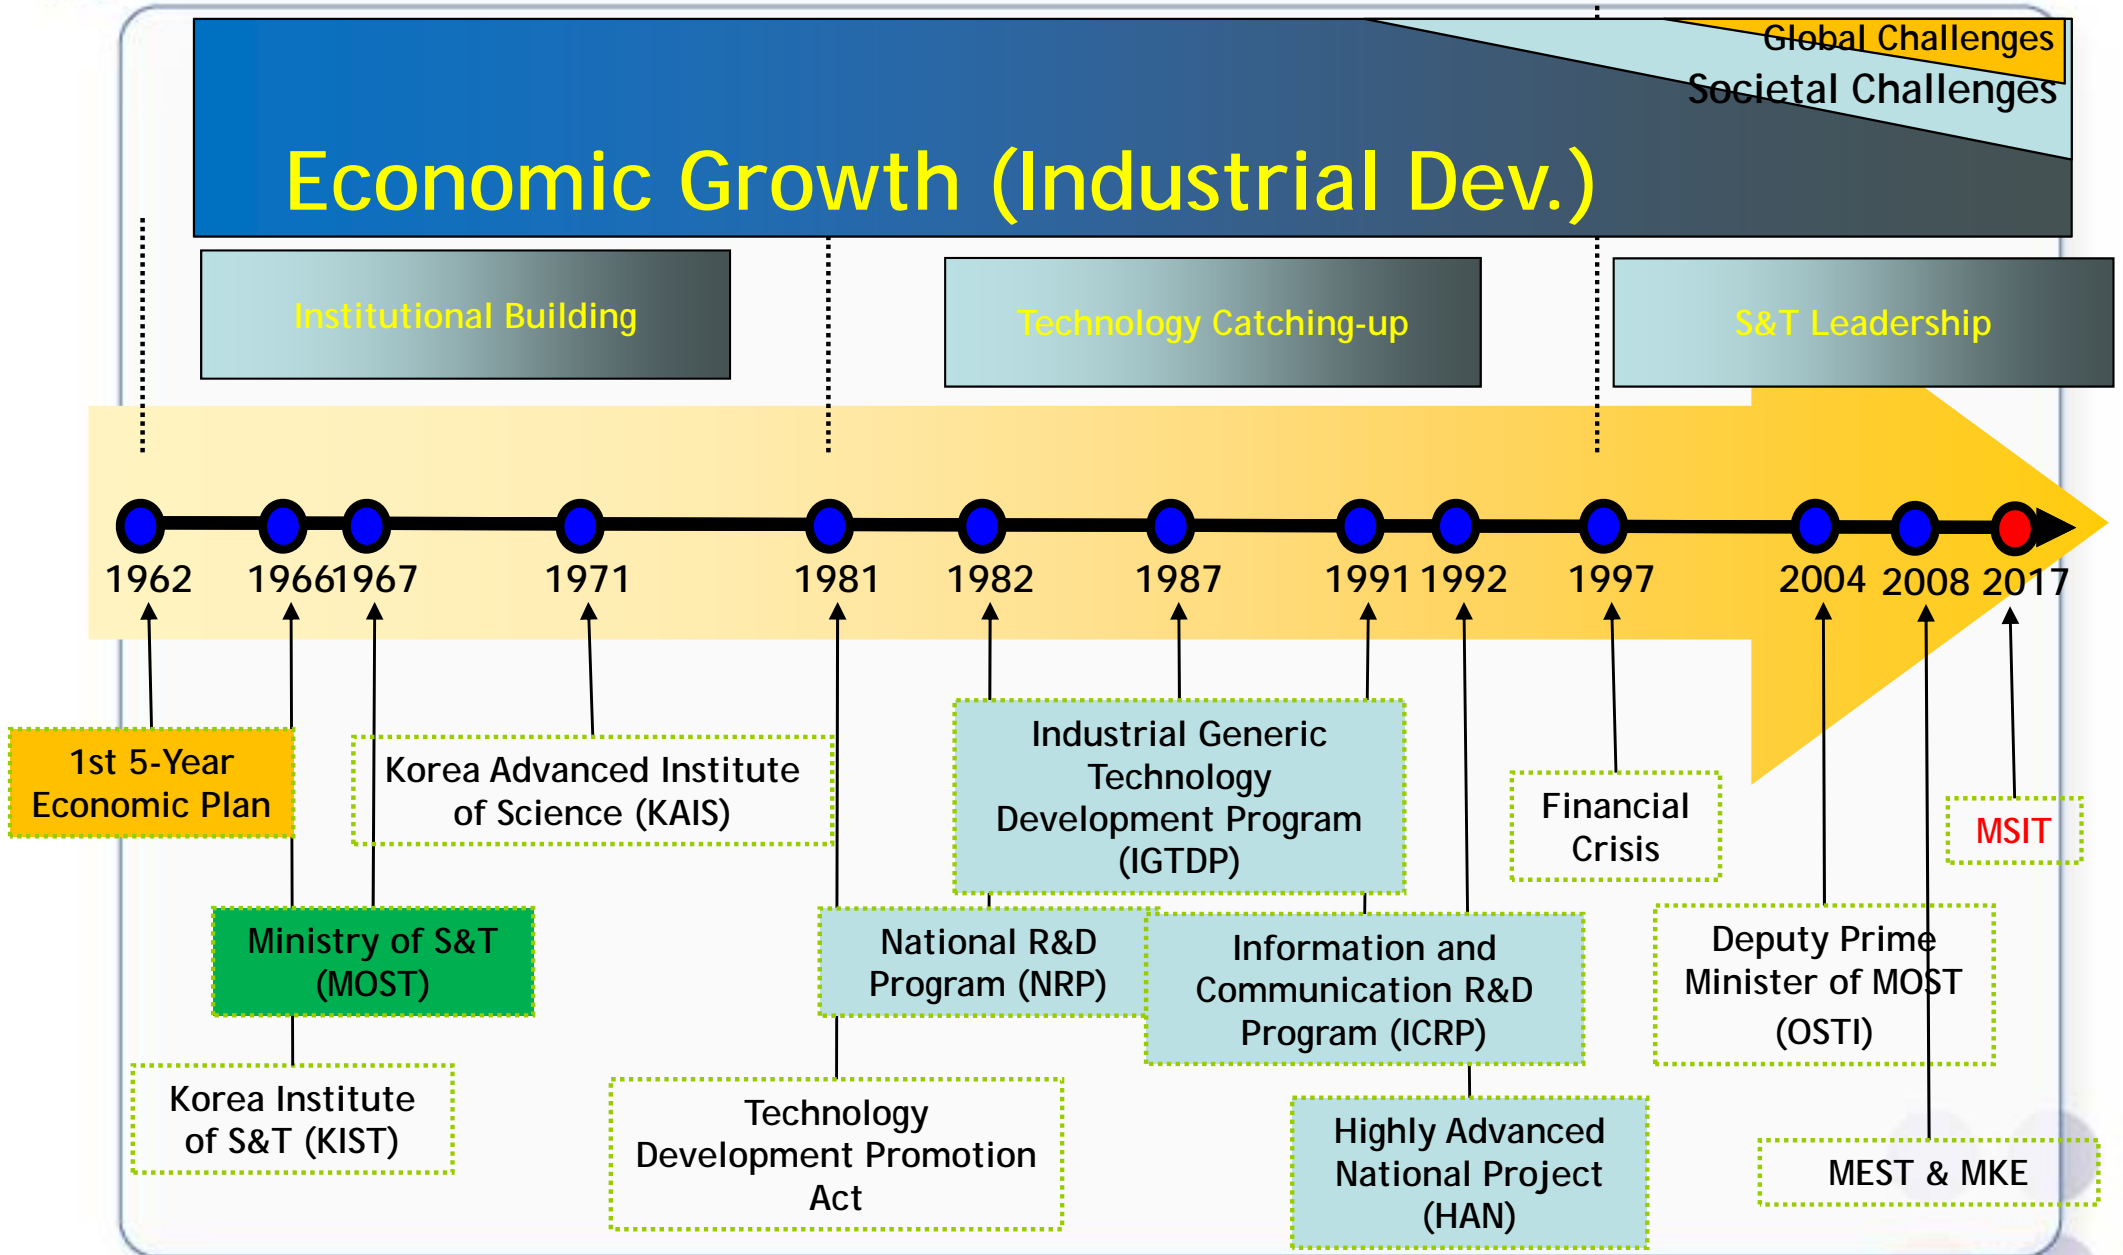 Global Challenges
Societal Challenges
Economic Growth (Industrial Dev.)
Institutional Building
Technology Catching-up
S&T Leadership
1962
1966
1967
1971
1981
1982
1987
1991
1992
1997
2004
2008
2017
1st 5-Year
Economic Plan
Korea Advanced Institute
of Science (KAIS)
Industrial Generic
Technology
Development Program
(IGTDP)
Financial
Crisis
MSIT
Ministry of S&T
(MOST)
National R&D
Program (NRP)
Information and
Communication R&D
Program (ICRP)
Deputy Prime
Minister of MOST
(OSTI)
Korea Institute
of S&T (KIST)
Technology
Development Promotion
Act
Highly Advanced
National Project
(HAN)
MEST & MKE